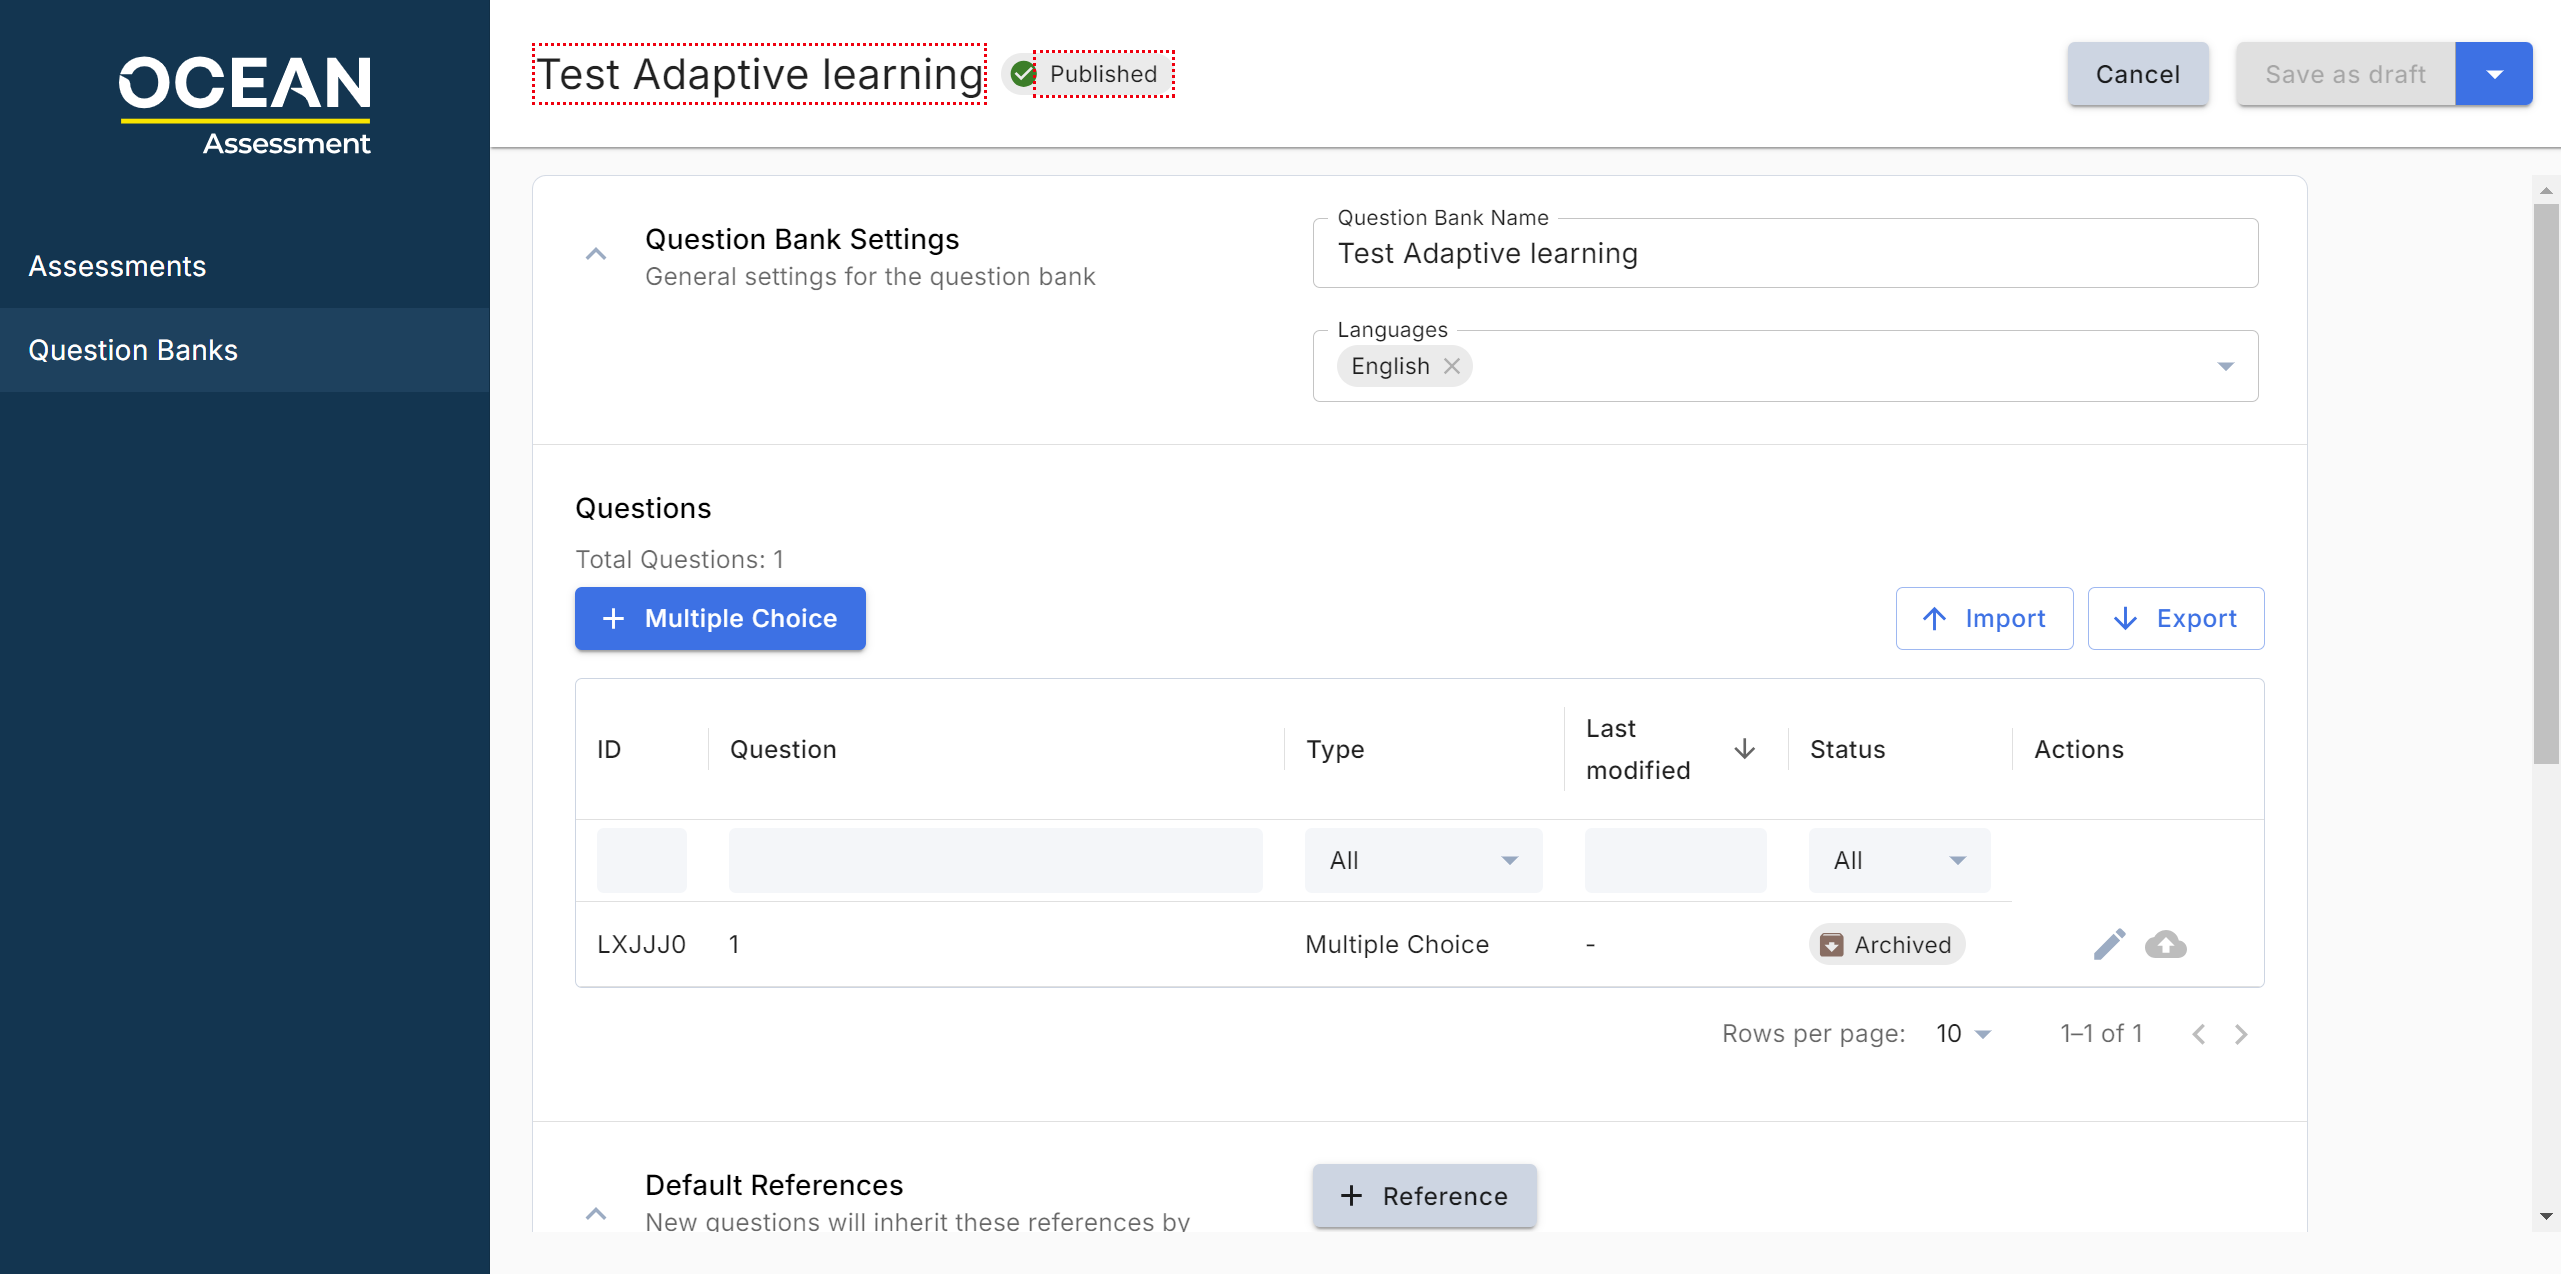 OCEAN
Assessment
Assessments
Question Banks
Test Adaptive learning
Published
Cancel
Save as draft
Question Bank Settings
General settings for the question bank
Question Bank Name
Test Adaptive learning
Languages
English
Questions
Total Questions: 1
Multiple Choice
Import
Export
ID
Question
Type
Last modified
Status
Actions
All
All
LXJJJ0
1
Multiple Choice
-
Archived
Rows per page: 10
1–1 of 1
Default References
New questions will inherit these references by
Reference